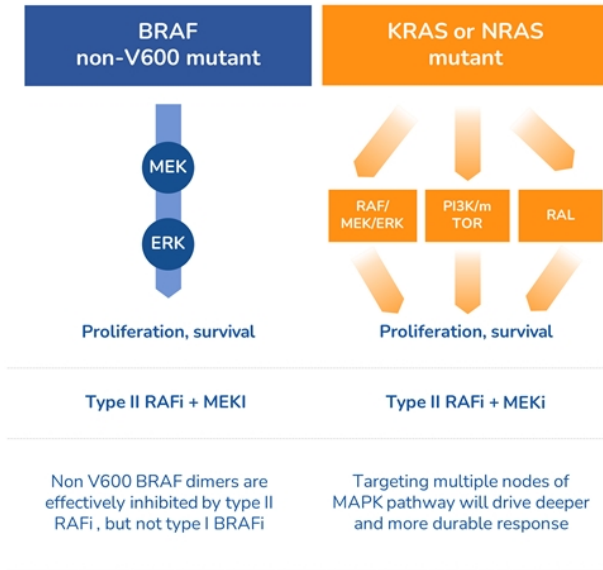 BRAF
non-V600 mutant
KRAS or NRAS
mutant
MEK
ERK
RAF/
MEK/ERK
PI3K/m
TOR
RAL
Proliferation, survival
Proliferation, survival
Type II RAFi + MEKI
Type II RAFi + MEKi
Non V600 BRAF dimers are
effectively inhibited by type II
RAFi , but not type I BRAFi
Targeting multiple nodes of
MAPK pathway will drive deeper
and more durable response